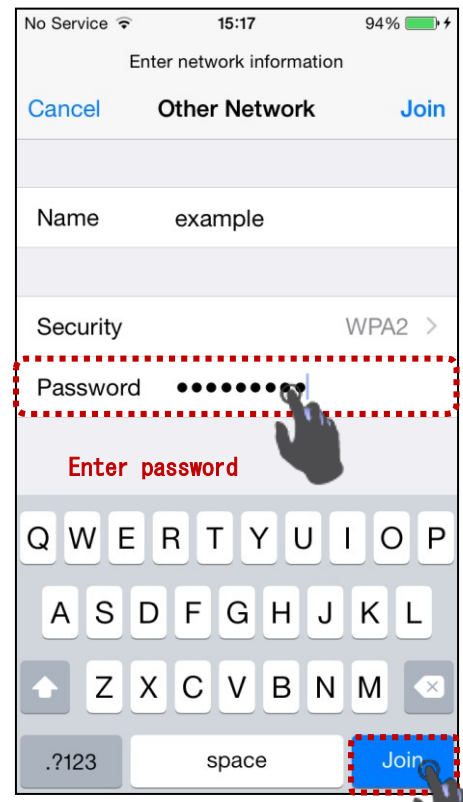 No Service 15:17 94%
Enter network information
Cancel Other Network Join
Name example
Security WPA2 >
Password •••••••••
Enter password
Q W E R T Y U I O P
A S D F G H J K L
Z X C V B N M
.?123 space Join